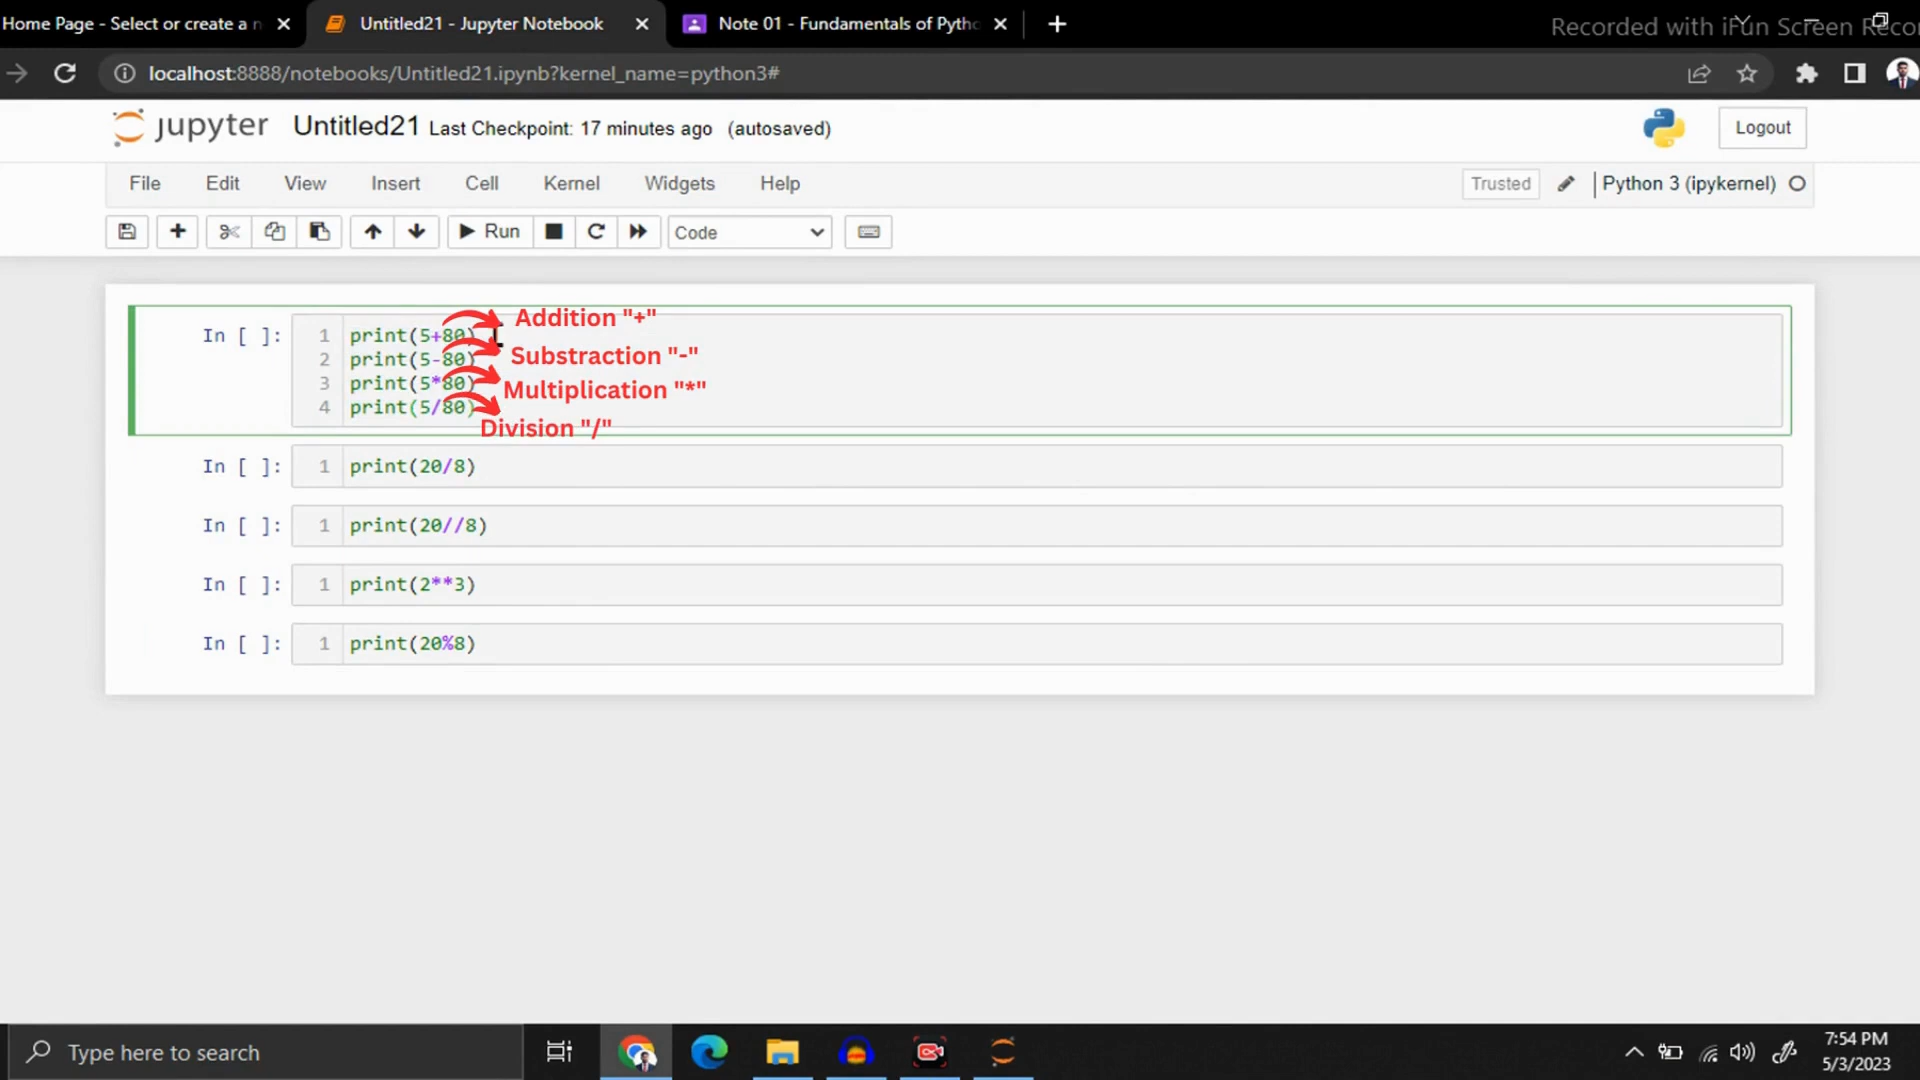 Home Page - Select or create a n
Untitled21 - Jupyter Notebook
Note 01 - Fundamentals of Pytho
Recorded with iFun Screen Reco
localhost:8888/notebooks/Untitled21.ipynb?kernel_name=python3#
jupyter Untitled21 Last Checkpoint: 17 minutes ago (autosaved)
Logout
File Edit View Insert Cell Kernel Widgets Help
Trusted
Python 3 (ipykernel)
Run
Code
In [ ]: 1 print(5+80) Addition "+"
2 print(5-80) Substraction "-"
3 print(5*80) Multiplication "*"
4 print(5/80)
Division "/"
In [ ]: 1 print(20/8)
In [ ]: 1 print(20//8)
In [ ]: 1 print(2**3)
In [ ]: 1 print(20%8)
Type here to search
7:54 PM
5/3/2023